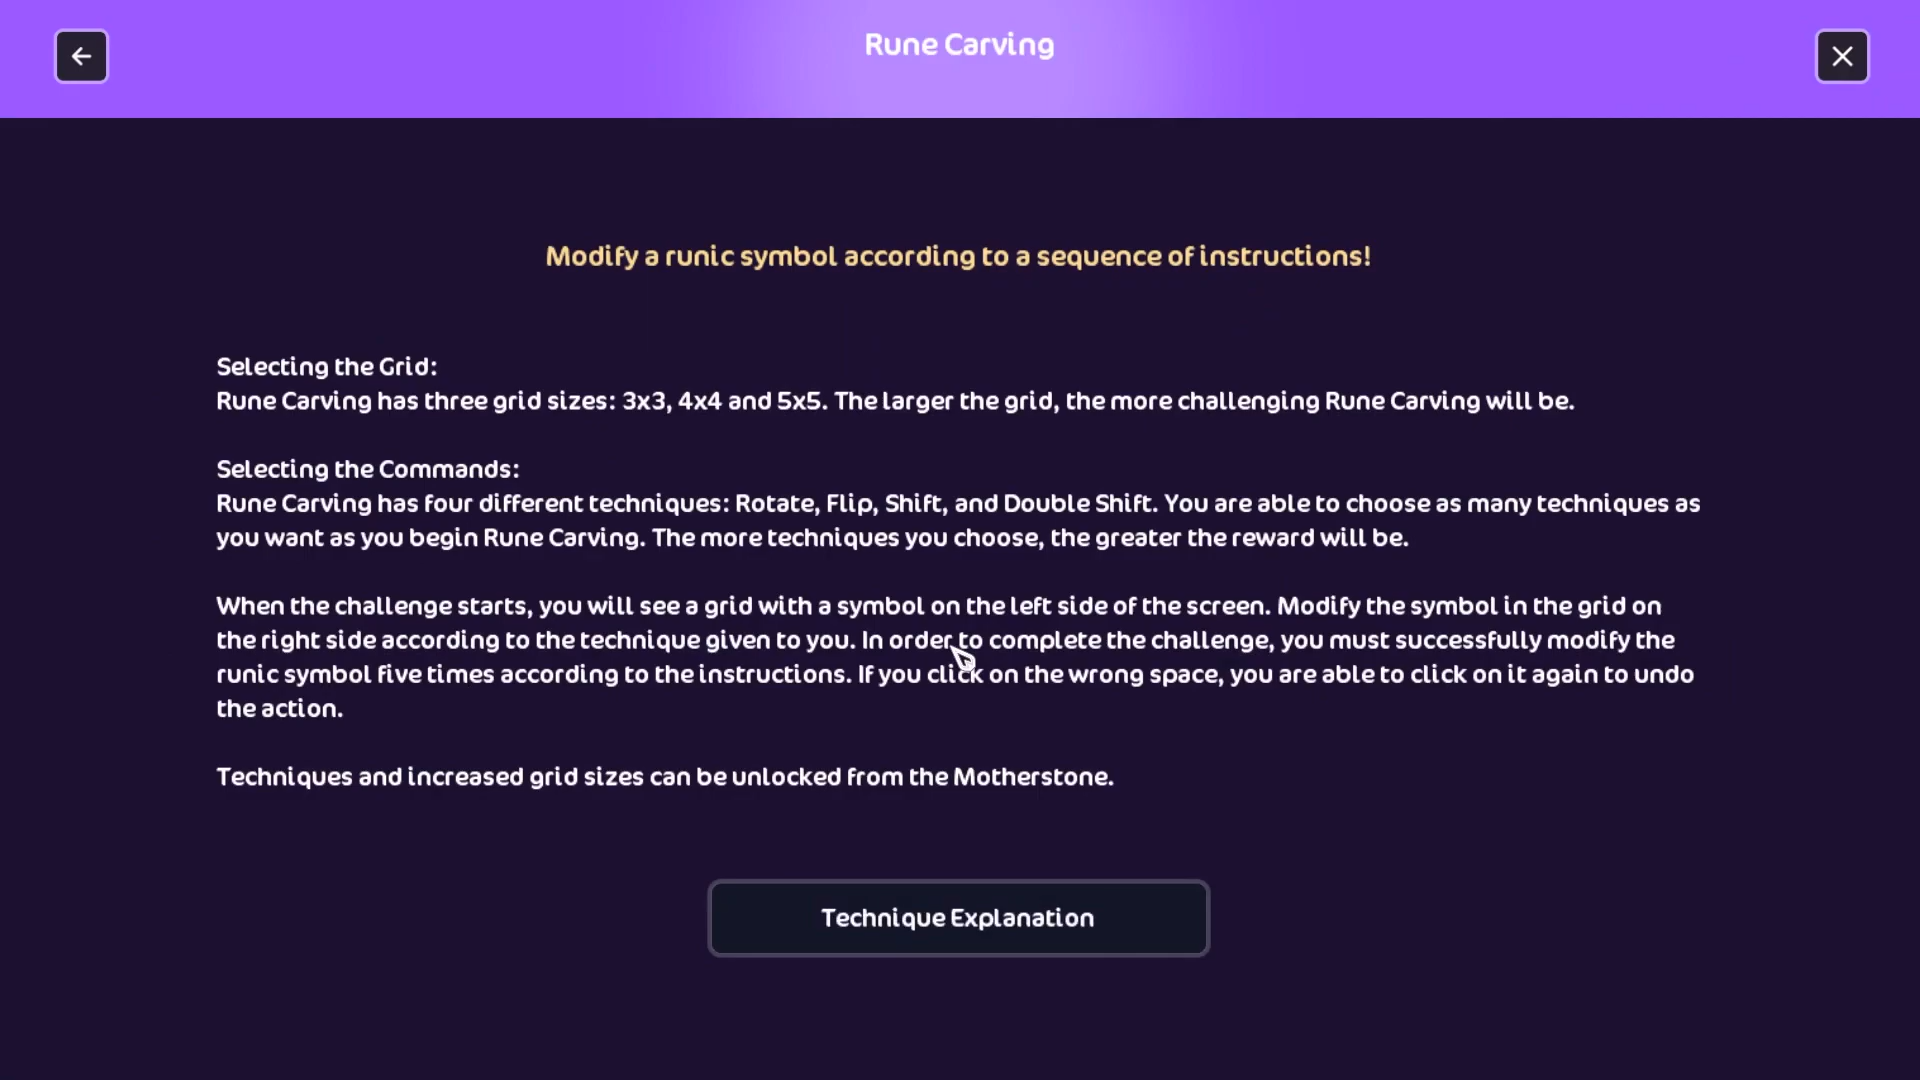 Rune Carving
Modify a runic symbol according to a sequence of instructions!
Selecting the Grid:
Rune Carving has three grid sizes: 3x3, 4x4 and 5x5. The larger the grid, the more challenging Rune Carving will be.
Selecting the Commands:
Rune Carving has four different techniques: Rotate, Flip, Shift, and Double Shift. You are able to choose as many techniques as
you want as you begin Rune Carving. The more techniques you choose, the greater the reward will be.
When the challenge starts, you will see a grid with a symbol on the left side of the screen. Modify the symbol in the grid on
the right side according to the technique given to you. In order to complete the challenge, you must successfully modify the
runic symbol five times according to the instructions. If you click on the wrong space, you are able to click on it again to undo
the action.
Techniques and increased grid sizes can be unlocked from the Motherstone.
Technique Explanation